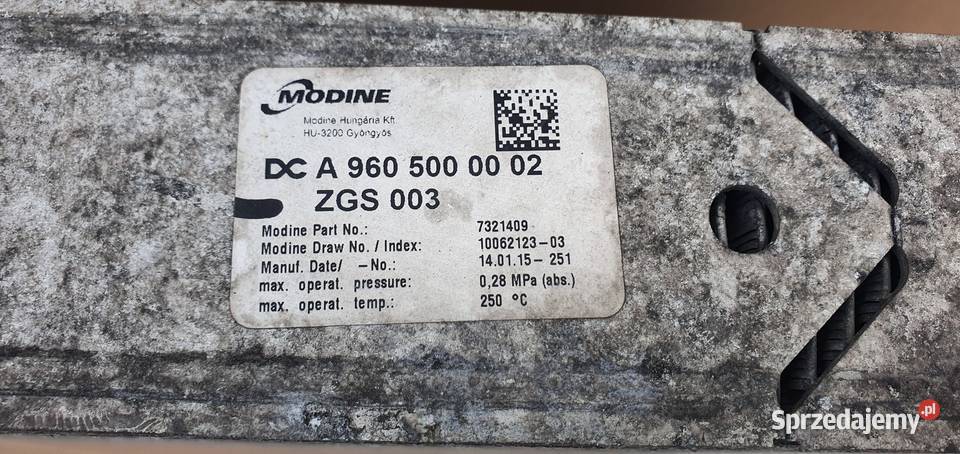 MODINE
Modine Hungária Kft
HU-3200 Gyöngyös
DC A 960 500 00 02
ZGS 003
Modine Part No.: 7321409
Modine Draw No. / Index: 10062123-03
Manuf. Date/ -No.: 14.01.15- 251
max. operat. pressure: 0,28 MPa (abs.)
max. operat. temp.: 250 °C
Sprzedajemy.pl